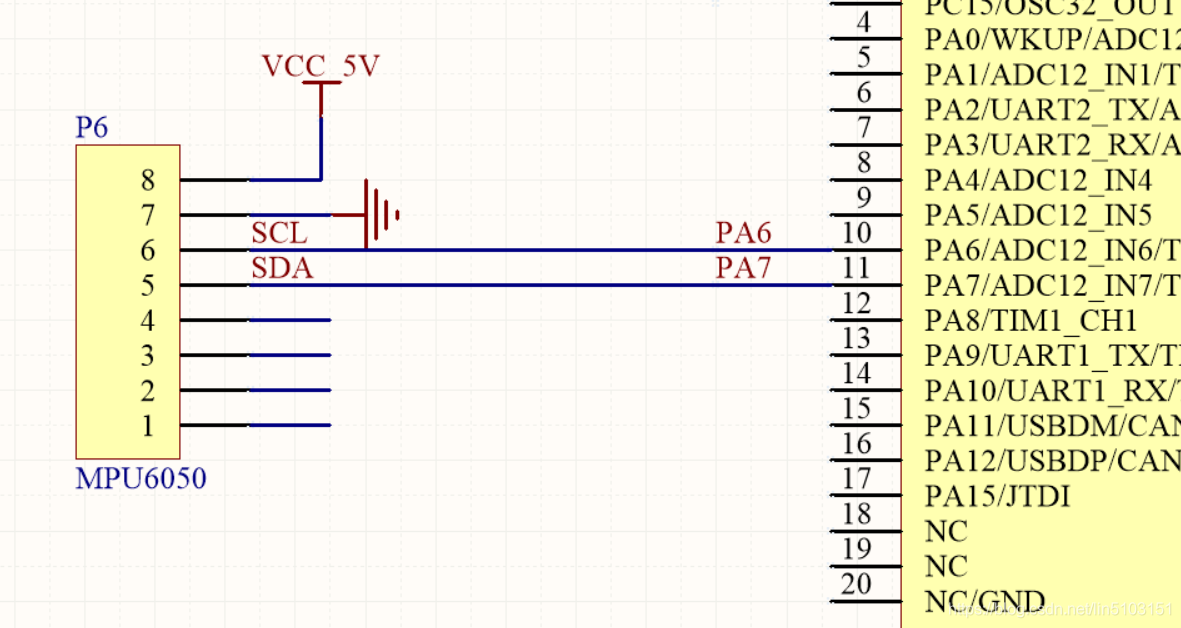 VCC_5V
P6
8
7
6
5
4
3
2
1
SCL
SDA
MPU6050
PA6
PA7
4
5
6
7
8
9
10
11
12
13
14
15
16
17
18
19
20
PC15/OSC32_OUT
PA0/WKUP/ADC12
PA1/ADC12_IN1/T
PA2/UART2_TX/A
PA3/UART2_RX/A
PA4/ADC12_IN4
PA5/ADC12_IN5
PA6/ADC12_IN6/T
PA7/ADC12_IN7/T
PA8/TIM1_CH1
PA9/UART1_TX/TI
PA10/UART1_RX/T
PA11/USBDM/CAN
PA12/USBDP/CAN
PA15/JTDI
NC
NC
NC/GND
https://blog.csdn.net/lin5103151